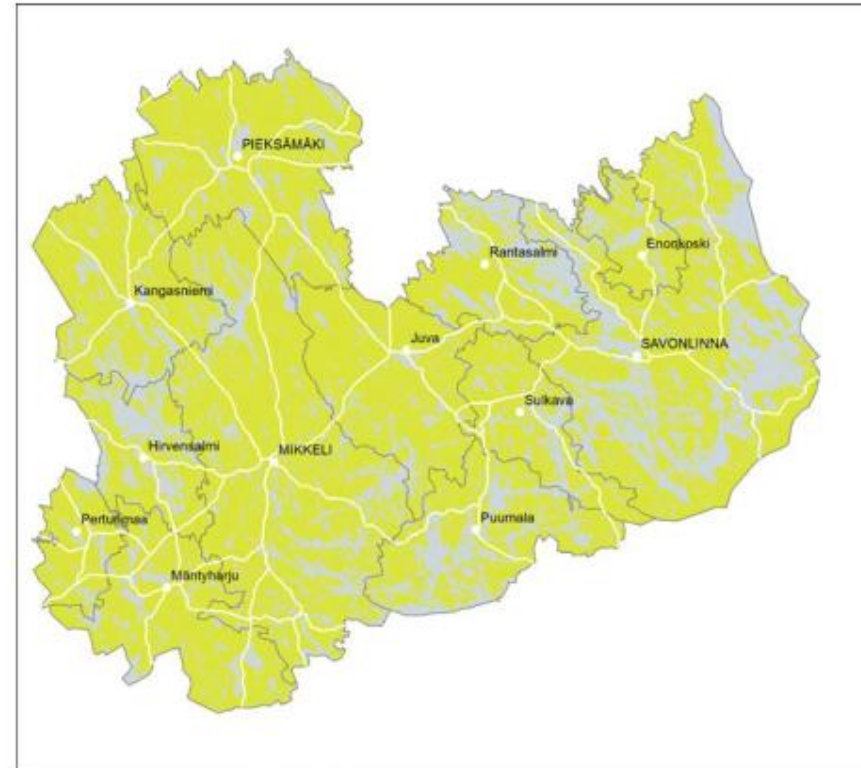 PIEKSÄMÄKI
Enonkoski
Rantasalmi
Kangasniemi
Juva
SAVONLINNA
Sulkava
Hirvensalmi
MIKKELI
Pertunmaa
Puumala
Mäntyharju